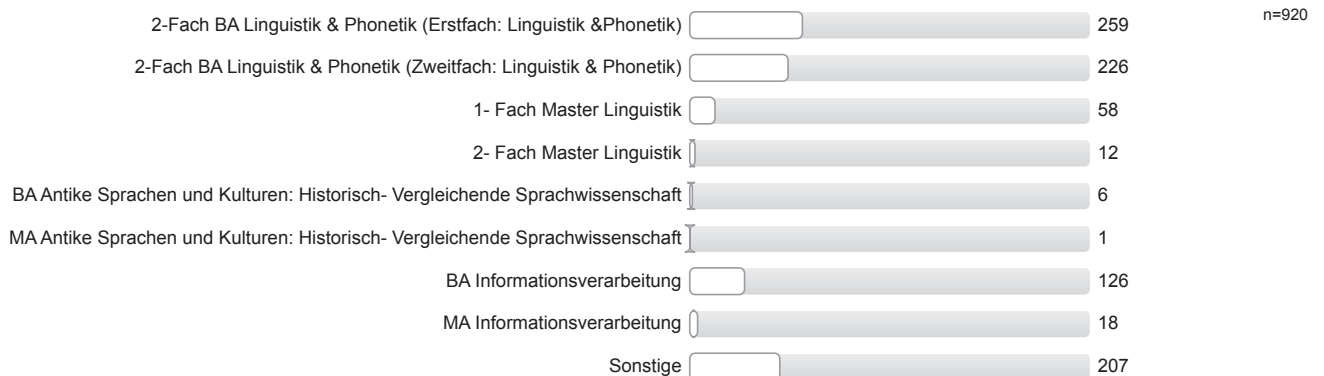 2-Fach BA Linguistik & Phonetik (Erstfach: Linguistik &Phonetik) 259 n=920
2-Fach BA Linguistik & Phonetik (Zweitfach: Linguistik & Phonetik) 226
1- Fach Master Linguistik 58
2- Fach Master Linguistik 12
BA Antike Sprachen und Kulturen: Historisch- Vergleichende Sprachwissenschaft 6
MA Antike Sprachen und Kulturen: Historisch- Vergleichende Sprachwissenschaft 1
BA Informationsverarbeitung 126
MA Informationsverarbeitung 18
Sonstige 207